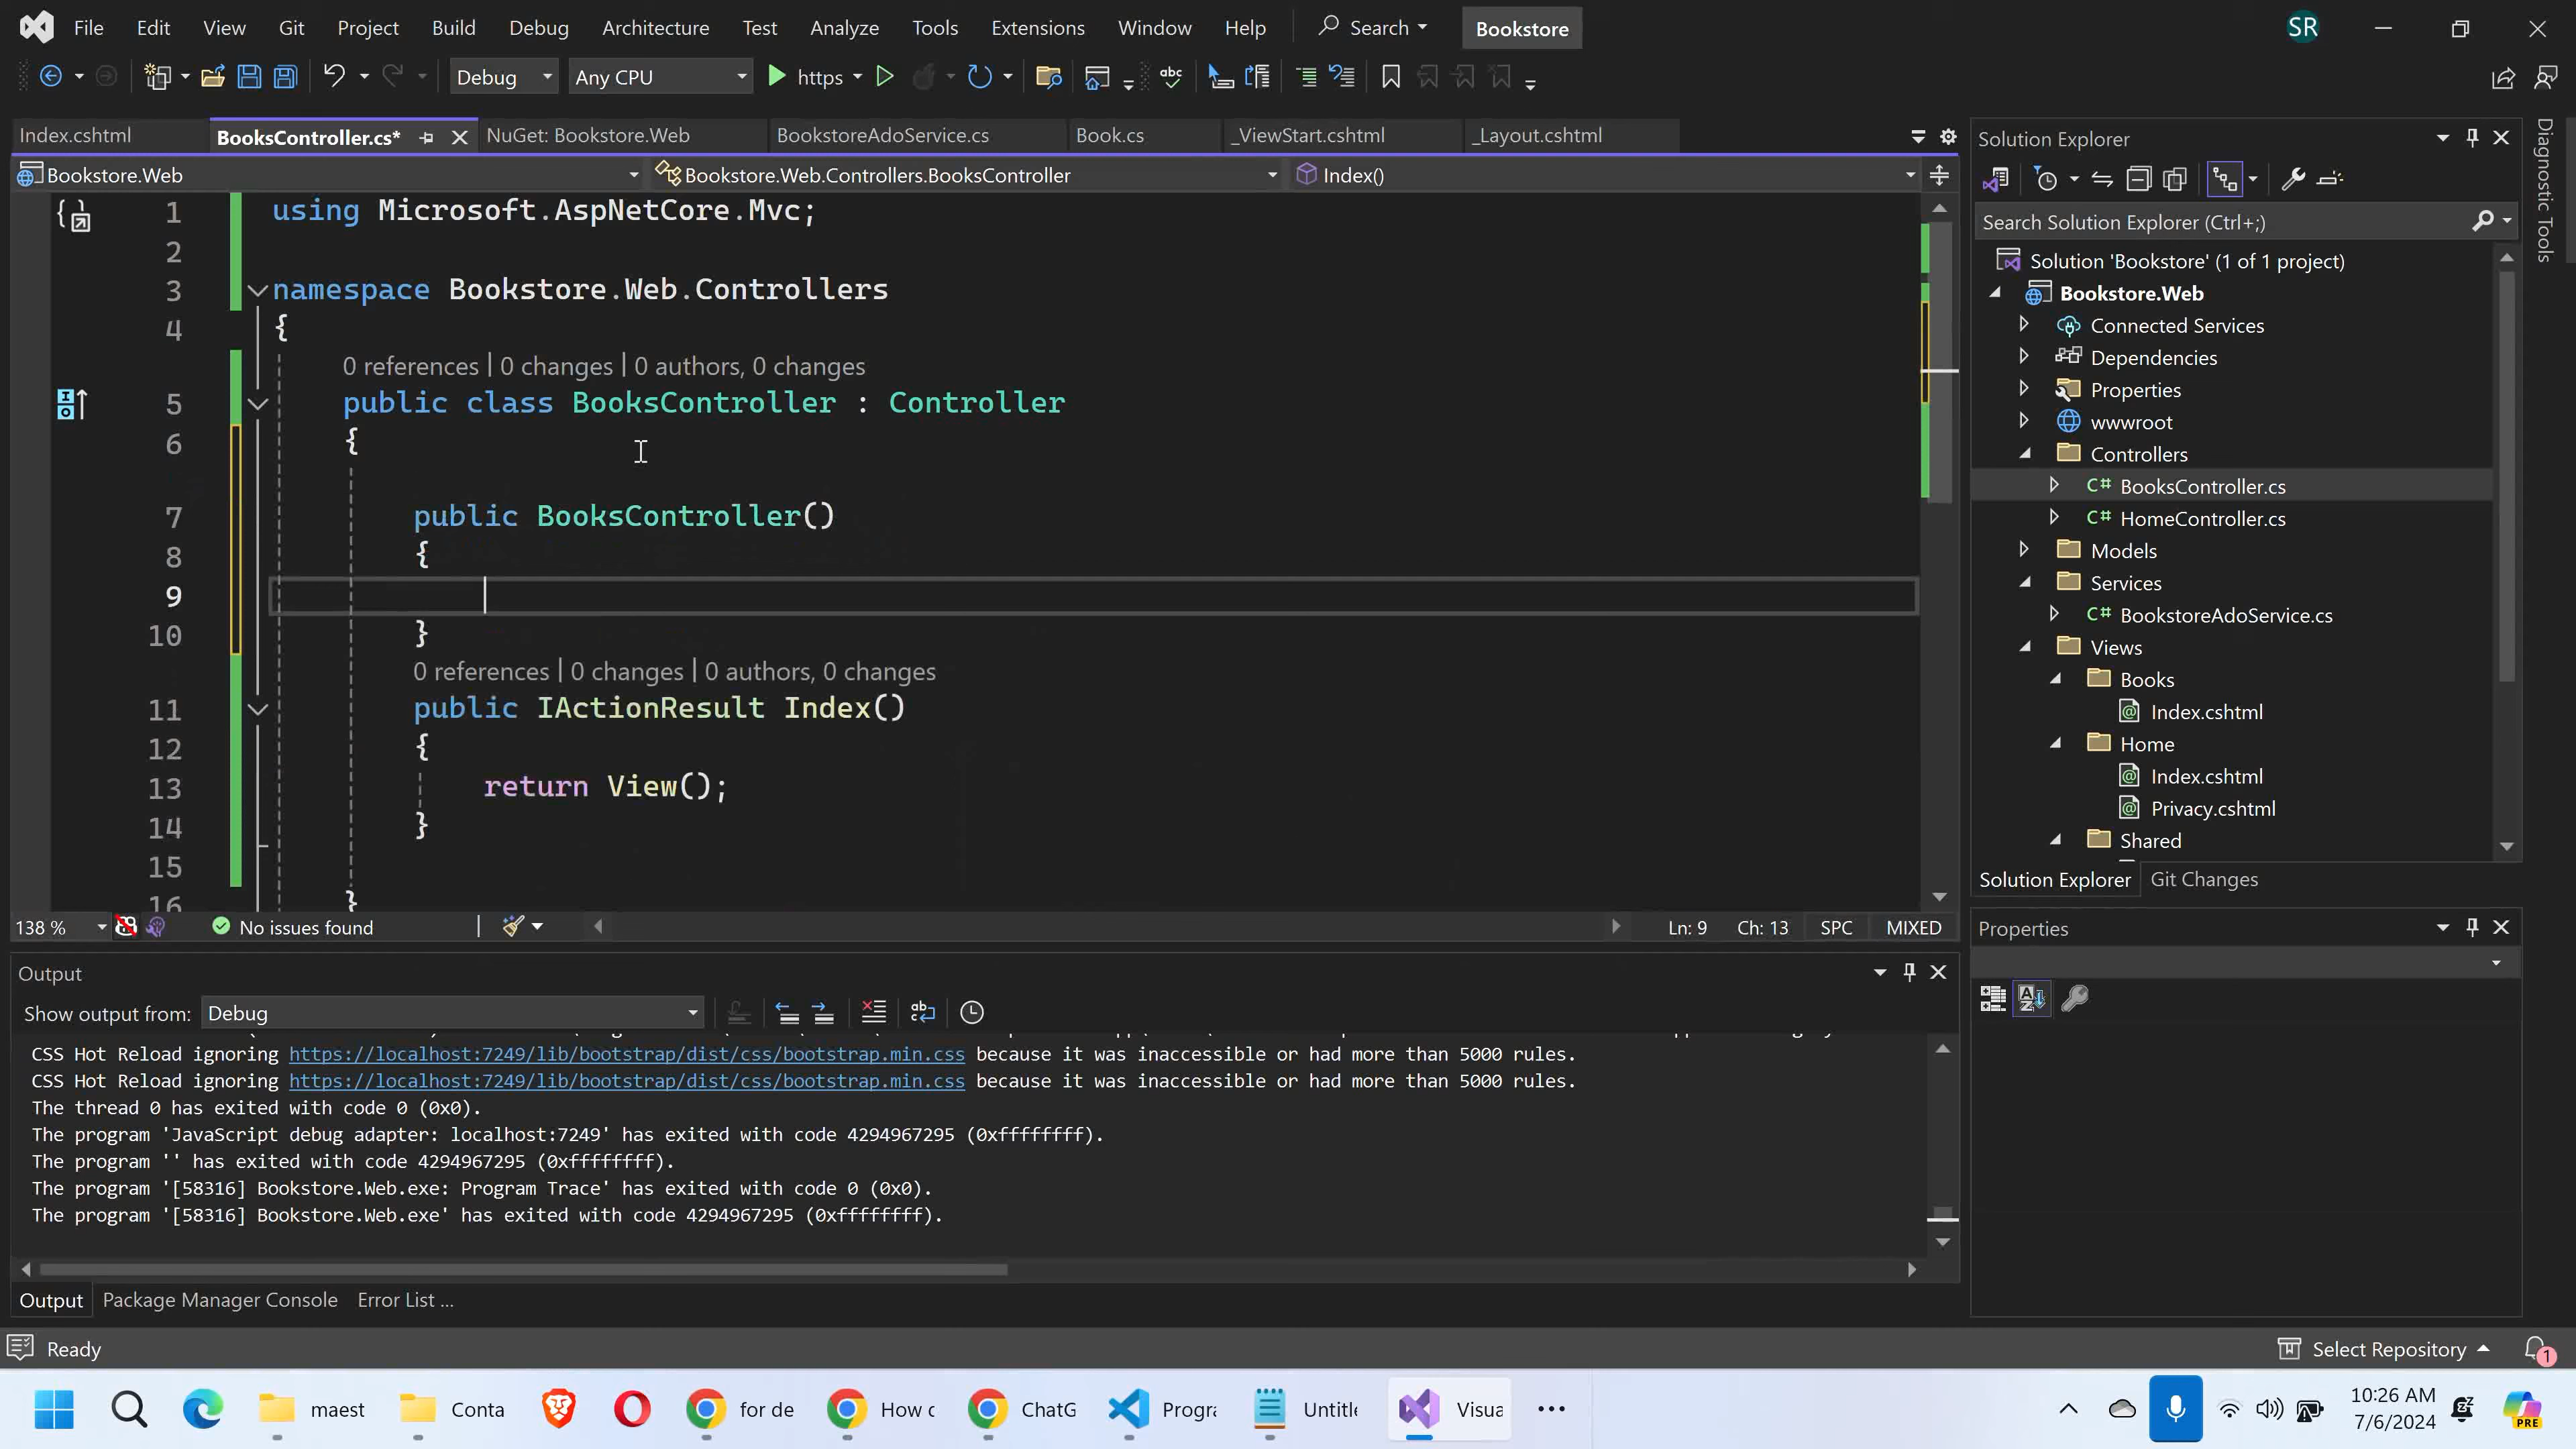 File Edit View Git Project Build Debug Architecture Test Analyze Tools Extensions Window Help Search Bookstore SR
Debug Any CPU https
Index.cshtml BooksController.cs* NuGet: Bookstore.Web BookstoreAdoService.cs Book.cs _ViewStart.cshtml _Layout.cshtml
Bookstore.Web Bookstore.Web.Controllers.BooksController Index()
1 using Microsoft.AspNetCore.Mvc;
2
3 namespace Bookstore.Web.Controllers
4 {
0 references | 0 changes | 0 authors, 0 changes
5 public class BooksController : Controller
6 {
7 public BooksController()
8 {
9
10 }
0 references | 0 changes | 0 authors, 0 changes
11 public IActionResult Index()
12 {
13 return View();
14 }
15
16 }
138 % No issues found Ln: 9 Ch: 13 SPC MIXED
Output
Show output from: Debug
CSS Hot Reload ignoring https://localhost:7249/lib/bootstrap/dist/css/bootstrap.min.css because it was inaccessible or had more than 5000 rules.
CSS Hot Reload ignoring https://localhost:7249/lib/bootstrap/dist/css/bootstrap.min.css because it was inaccessible or had more than 5000 rules.
The thread 0 has exited with code 0 (0x0).
The program 'JavaScript debug adapter: localhost:7249' has exited with code 4294967295 (0xffffffff).
The program '' has exited with code 4294967295 (0xffffffff).
The program '[58316] Bookstore.Web.exe: Program Trace' has exited with code 0 (0x0).
The program '[58316] Bookstore.Web.exe' has exited with code 4294967295 (0xffffffff).
Output Package Manager Console Error List ...
Solution Explorer
Search Solution Explorer (Ctrl+;)
Solution 'Bookstore' (1 of 1 project)
Bookstore.Web
Connected Services
Dependencies
Properties
wwwroot
Controllers
C# BooksController.cs
C# HomeController.cs
Models
Services
C# BookstoreAdoService.cs
Views
Books
Index.cshtml
Home
Index.cshtml
Privacy.cshtml
Shared
Solution Explorer Git Changes
Properties
Diagnostic Tools
Ready Select Repository 1
maest Conta for de How c ChatG Progra Untitle Visua
10:26 AM
7/6/2024
PRE